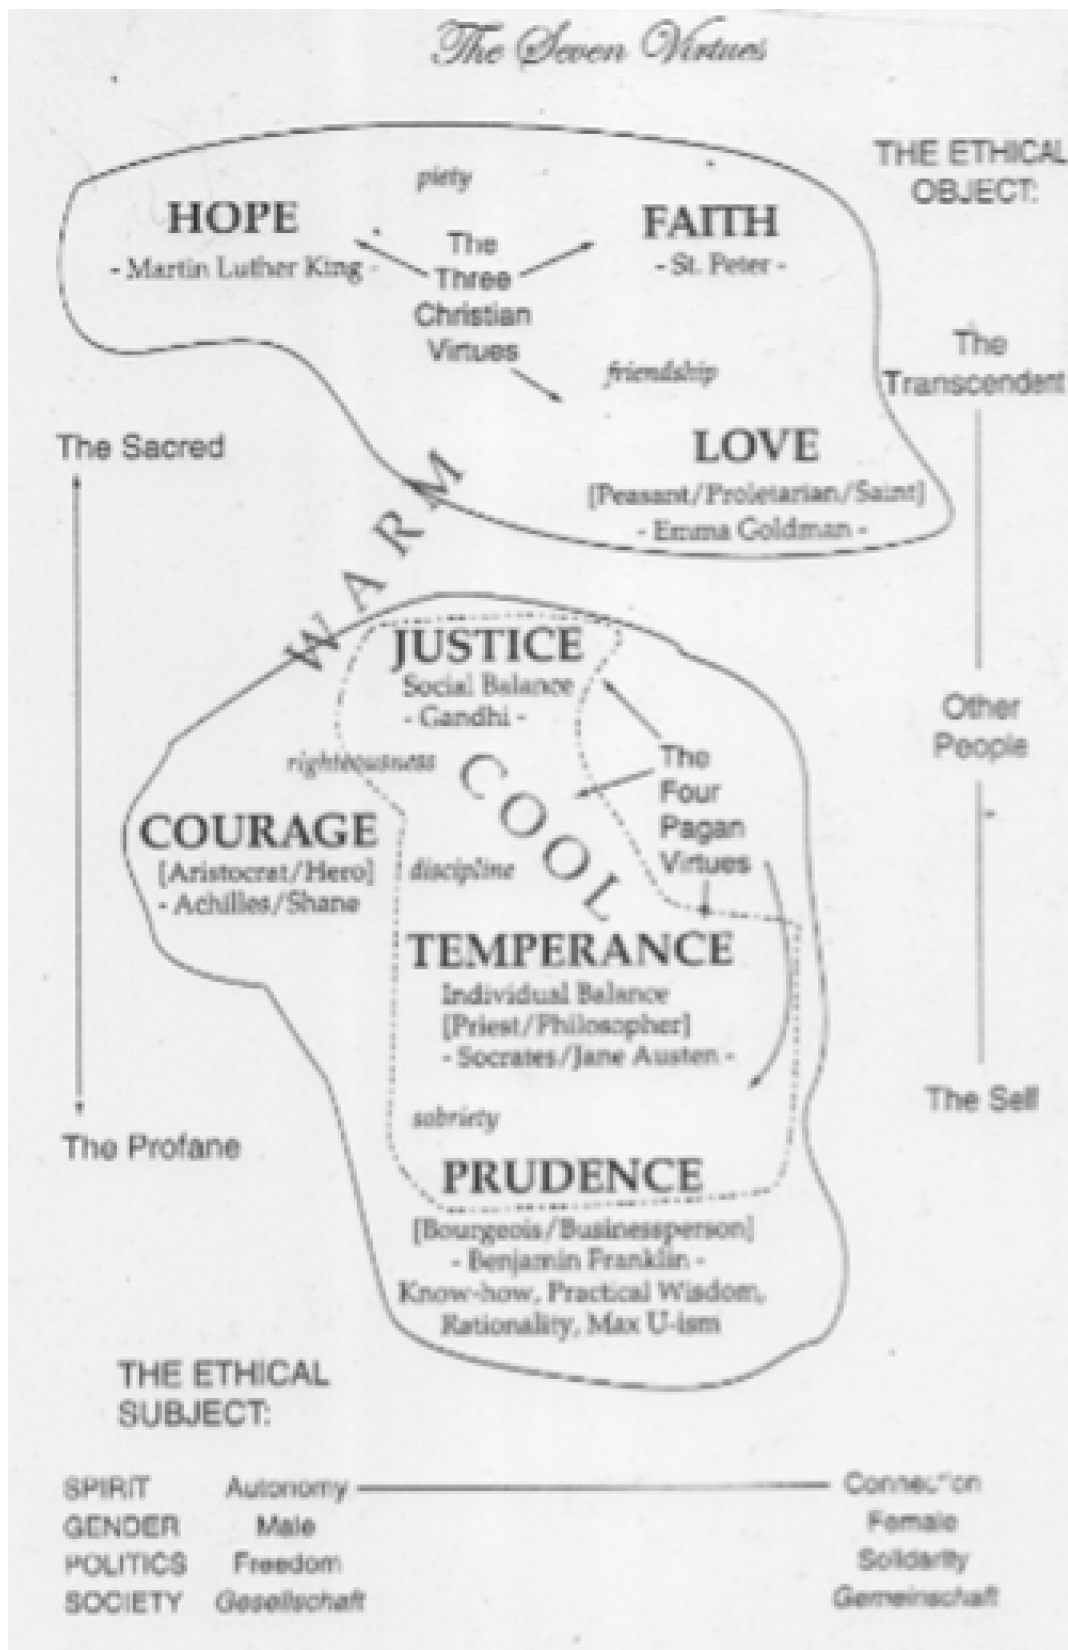 The Seven Virtues
THE ETHICAL
OBJECT:
piety
HOPE
- Martin Luther King -
The
Three
Christian
Virtues
FAITH
- St. Peter -
friendship
The
Transcendent
LOVE
[Peasant/Proletarian/Saint]
- Emma Goldman -
The Sacred
WARM
JUSTICE
Social Balance
- Gandhi -
righteousness
COOL
The
Four
Pagan
Virtues
Other
People
COURAGE
[Aristocrat/Hero]
- Achilles/Shane
discipline
TEMPERANCE
Individual Balance
[Priest/Philosopher]
- Socrates/Jane Austen -
The Self
sobriety
The Profane
PRUDENCE
[Bourgeois/Businessperson]
- Benjamin Franklin -
Know-how, Practical Wisdom,
Rationality, Max U-ism
THE ETHICAL
SUBJECT:
SPIRIT Autonomy Connection
GENDER Male Female
POLITICS Freedom Solidarity
SOCIETY Gesellschaft Gemeinschaft